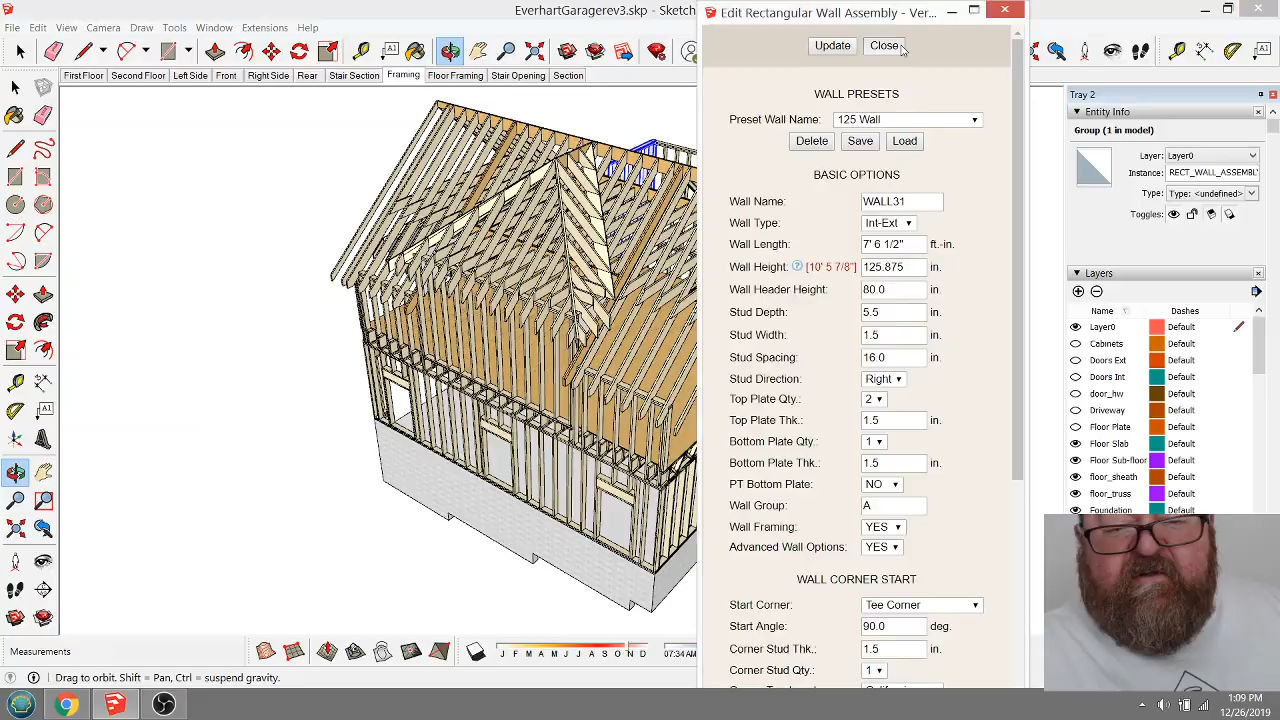 EverhartGaragerev3.skp - Sketch
Edit Rectangular Wall Assembly - Ver...
File Edit View Camera Draw Tools Window Extensions Help
Update Close
First Floor Second Floor Left Side Front Right Side Rear Stair Section Framing Floor Framing Stair Opening Section
Tray 2
Entity Info
Group (1 in model)
Layer: Layer0
Instance: RECT_WALL_ASSEMBL
Type: Type: <undefined>
Toggles:
WALL PRESETS
Preset Wall Name: 125 Wall
Delete Save Load
BASIC OPTIONS
Wall Name: WALL31
Wall Type: Int-Ext
Wall Length: 7' 6 1/2" ft.-in.
Wall Height: ? [10' 5 7/8"] 125.875 in.
Wall Header Height: 80.0 in.
Stud Depth: 5.5 in.
Stud Width: 1.5 in.
Stud Spacing: 16.0 in.
Stud Direction: Right
Top Plate Qty.: 2
Top Plate Thk.: 1.5 in.
Bottom Plate Qty.: 1
Bottom Plate Thk.: 1.5 in.
PT Bottom Plate: NO
Wall Group: A
Wall Framing: YES
Advanced Wall Options: YES
WALL CORNER START
Start Corner: Tee Corner
Start Angle: 90.0 deg.
Corner Stud Thk.: 1.5 in.
Corner Stud Qty.: 1
Layers
Name Dashes
Layer0 Default
Cabinets Default
Doors Ext Default
Doors Int Default
door_hw Default
Driveway Default
Floor Plate Default
Floor Slab Default
Floor Sub-floor Default
floor_sheath Default
floor_truss Default
Foundation Default
Measurements
J F M A M J J A S O N D
07:34 AM
Drag to orbit. Shift = Pan, Ctrl = suspend gravity.
1:09 PM
12/26/2019